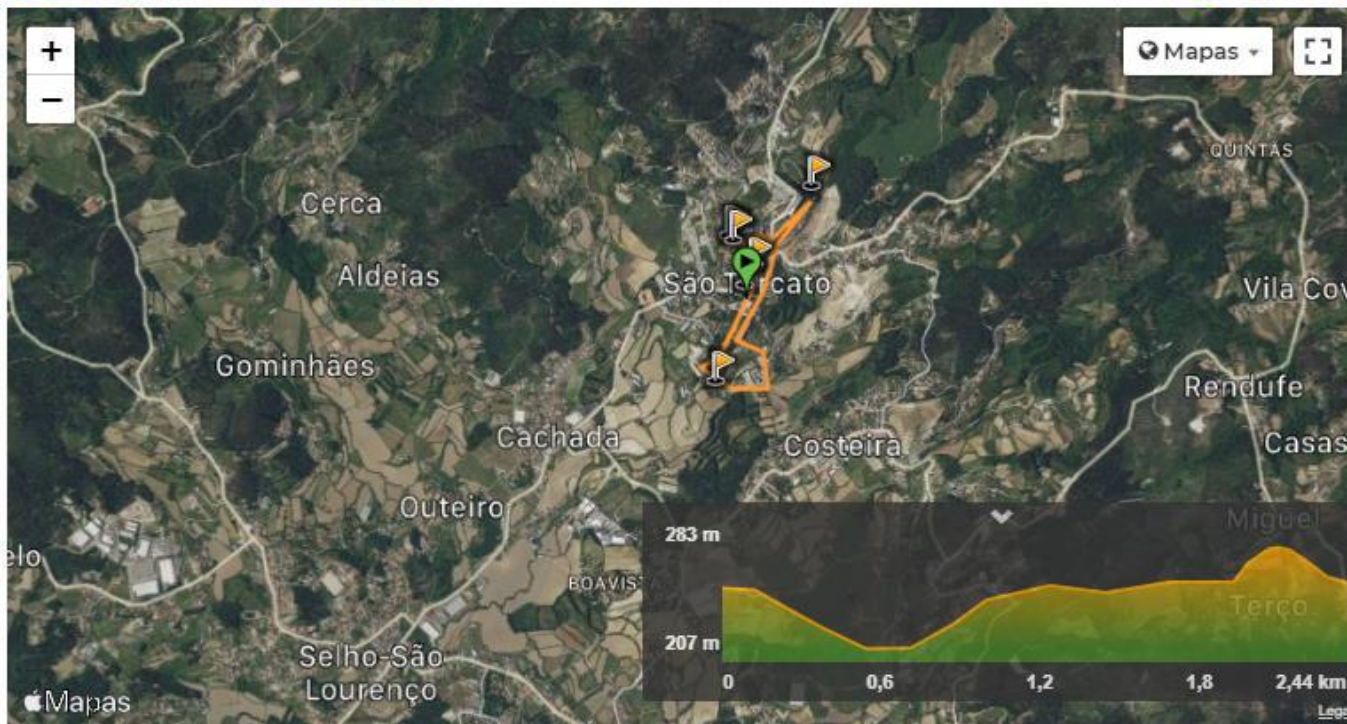 +
−
Mapas
QUINTAS
Cerca
Aldeias
São Torcato
Vila Cov
Gominhães
Rendufe
Cachada
Costeira
Casas
Outeiro
Miguel
elo
283 m
BOAVIST
Terço
207 m
Selho-São
Lourenço
0
0,6
1,2
1,8
2,44 km
Mapas
Lega